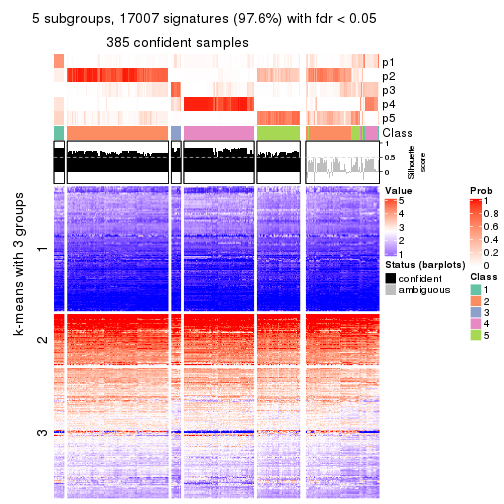 5 subgroups, 17007 signatures (97.6%) with fdr < 0.05
385 confident samples
p1
p2
p3
p4
p5
Class
1
0.5
0
Silhouette
score
k-means with 3 groups
1
2
3
Value
5
4
3
2
1
Status (barplots)
confident
ambiguous
Prob
1
0.8
0.6
0.4
0.2
0
Class
1
2
3
4
5